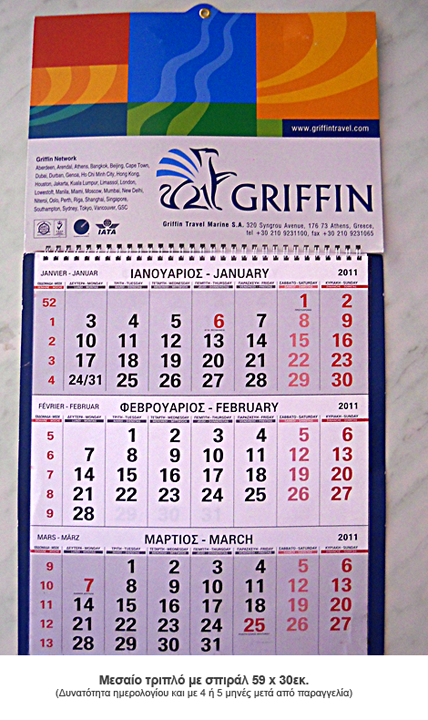 www.griffintravel.com
Griffin Network
Aberdeen, Arendal, Athens, Bangkok, Beijing, Cape Town,
Dubai, Durban, Genoa, Ho Chi Minh City, Hong Kong,
Houston, Jakarta, Kuala Lumpur, Limassol, London,
Lowestoft, Manila, Miami, Moscow, Mumbai, New Delhi,
Niteroi, Oslo, Perth, Riga, Shanghai, Singapore,
Southampton, Sydney, Tokyo, Vancouver, GSC
IATA
GRIFFIN
Griffin Travel Marine S.A. 320 Syngrou Avenue, 176 73 Athens, Greece,
tel +30 210 9231100, fax +30 210 9231065
JANVIER - JANUAR ΙΑΝΟΥΑΡΙΟΣ - JANUARY 2011
52 1 2
1 3 4 5 6 7 8 9
2 10 11 12 13 14 15 16
3 17 18 19 20 21 22 23
4 24/31 25 26 27 28 29 30
FÉVRIER - FEBRUAR ΦΕΒΡΟΥΑΡΙΟΣ - FEBRUARY 2011
5 1 2 3 4 5 6
6 7 8 9 10 11 12 13
7 14 15 16 17 18 19 20
8 21 22 23 24 25 26 27
9 28
MARS - MÄRZ ΜΑΡΤΙΟΣ - MARCH 2011
9 1 2 3 4 5 6
10 7 8 9 10 11 12 13
11 14 15 16 17 18 19 20
12 21 22 23 24 25 26 27
13 28 29 30 31
Μεσαίο τριπλό με σπιράλ 59 x 30εκ.
(Δυνατότητα ημερολογίου και με 4 ή 5 μηνές μετά από παραγγελία)